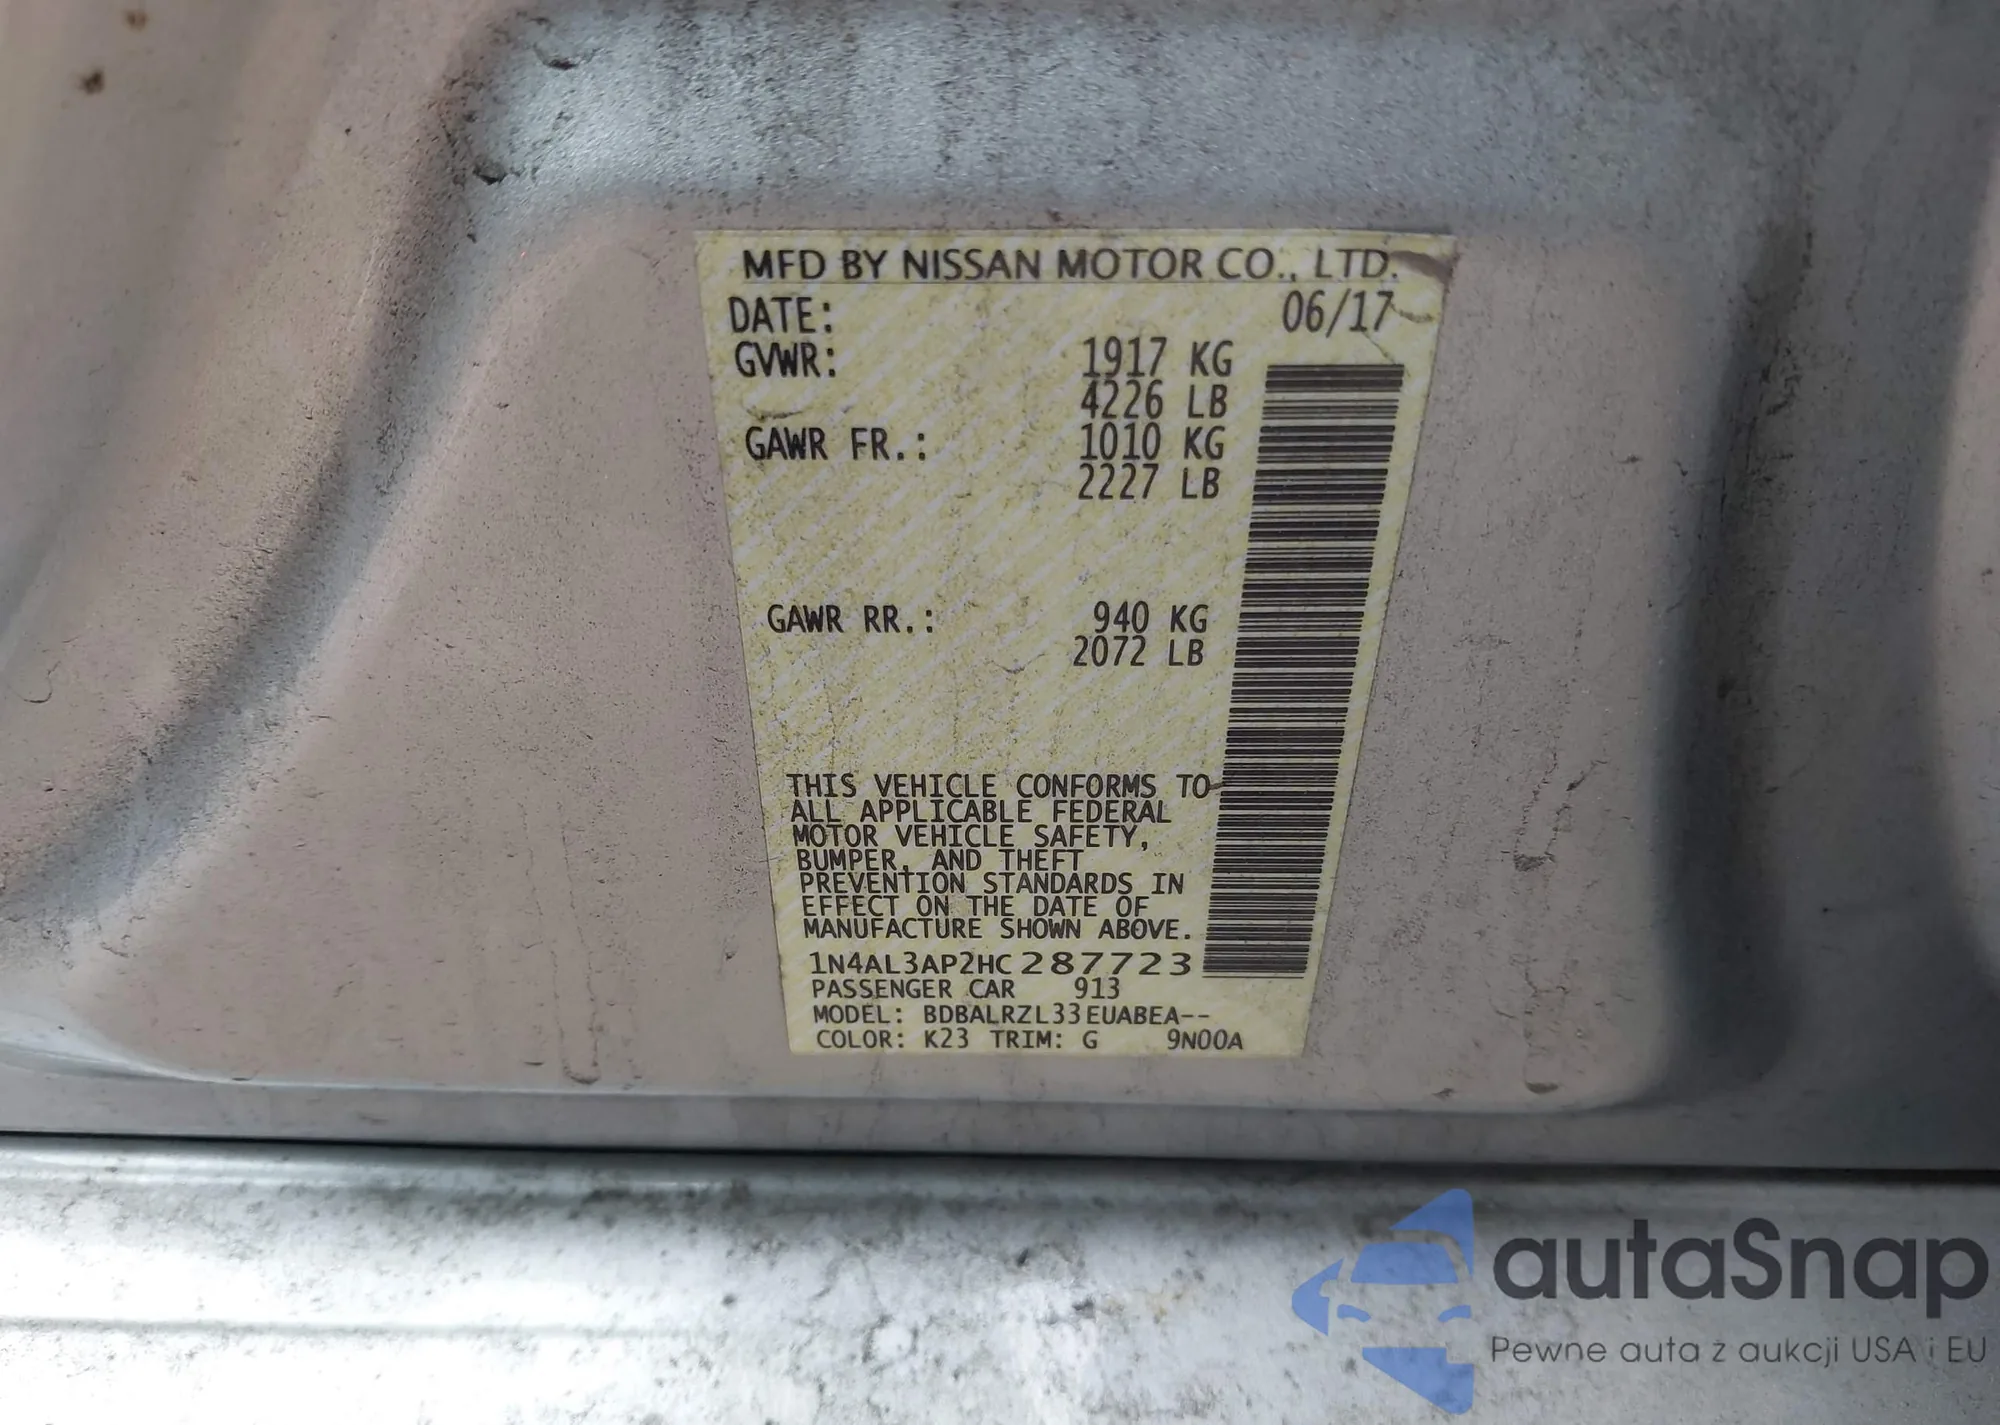 MFD BY NISSAN MOTOR CO., LTD.
DATE: 06/17
GVWR: 1917 KG
4226 LB
GAWR FR.: 1010 KG
2227 LB
GAWR RR.: 940 KG
2072 LB
THIS VEHICLE CONFORMS TO
ALL APPLICABLE FEDERAL
MOTOR VEHICLE SAFETY,
BUMPER, AND THEFT
PREVENTION STANDARDS IN
EFFECT ON THE DATE OF
MANUFACTURE SHOWN ABOVE.
1N4AL3AP2HC287723
PASSENGER CAR 913
MODEL: BDBALRZL33EUABEA--
COLOR: K23 TRIM: G 9N00A
autaSnap
Pewne auta z aukcji USA i EU